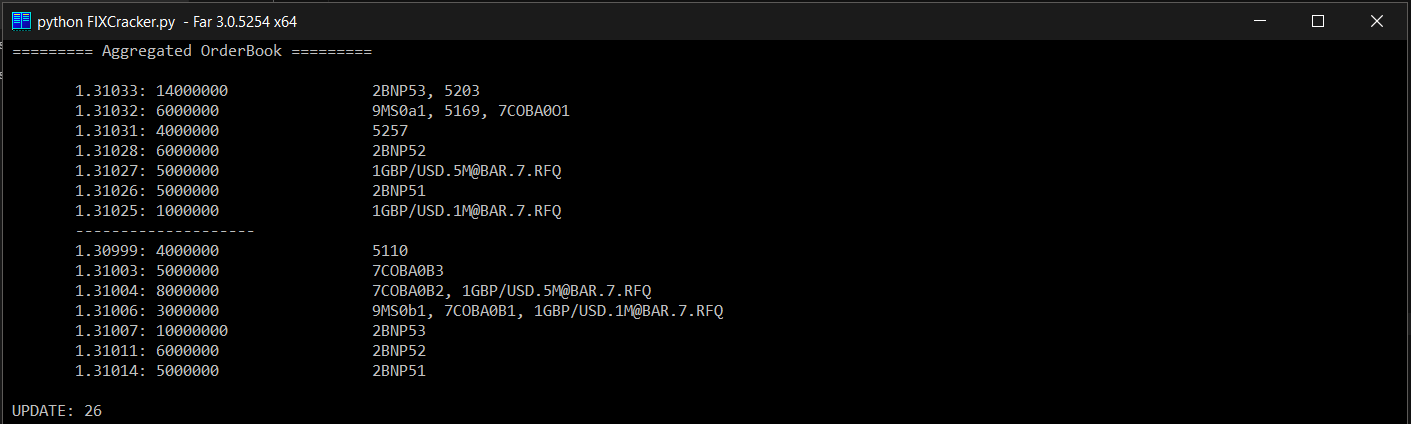 python FIXCracker.py - Far 3.0.5254 x64
========= Aggregated OrderBook =========
1.31033: 14000000 2BNP53, 5203
1.31032: 6000000 9MS0a1, 5169, 7COBA0O1
1.31031: 4000000 5257
1.31028: 6000000 2BNP52
1.31027: 5000000 1GBP/USD.5M@BAR.7.RFQ
1.31026: 5000000 2BNP51
1.31025: 1000000 1GBP/USD.1M@BAR.7.RFQ
--------------------
1.30999: 4000000 5110
1.31003: 5000000 7COBA0B3
1.31004: 8000000 7COBA0B2, 1GBP/USD.5M@BAR.7.RFQ
1.31006: 3000000 9MS0b1, 7COBA0B1, 1GBP/USD.1M@BAR.7.RFQ
1.31007: 10000000 2BNP53
1.31011: 6000000 2BNP52
1.31014: 5000000 2BNP51
UPDATE: 26